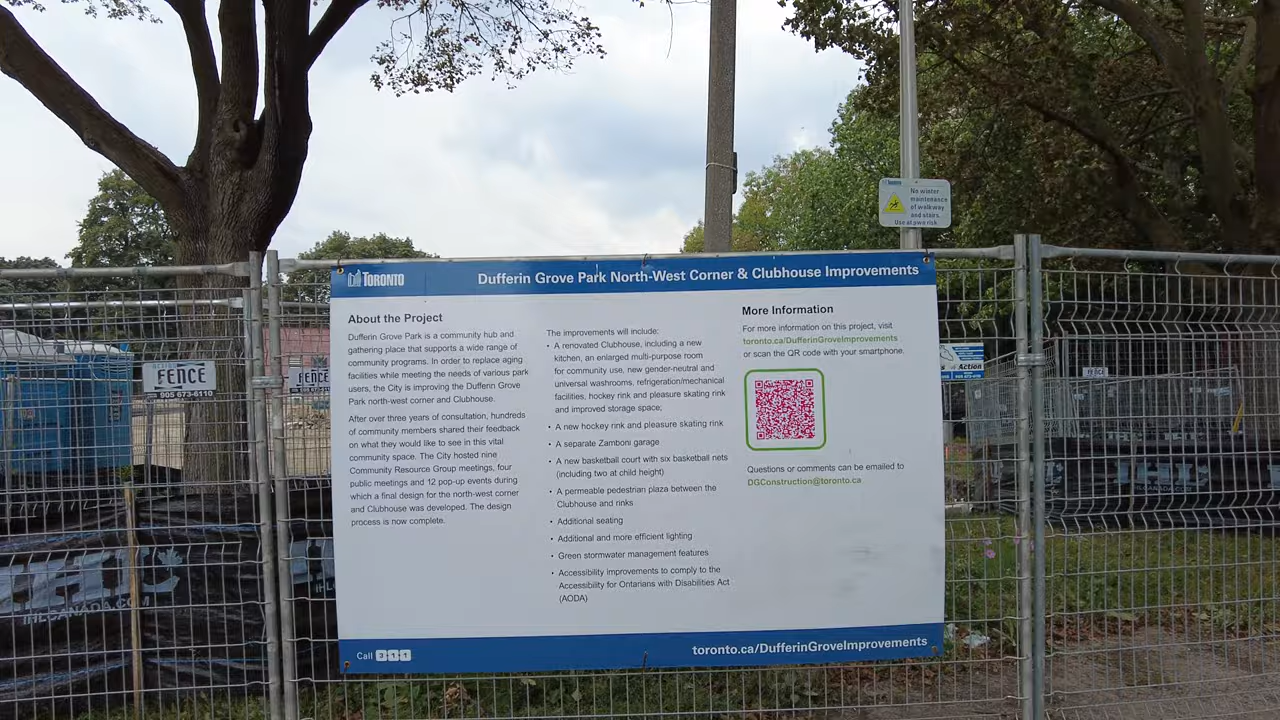 No winter
maintenance
of walkway
and stairs.
Use at own risk
TORONTO
Dufferin Grove Park North-West Corner & Clubhouse Improvements
About the Project
Dufferin Grove Park is a community hub and
gathering place that supports a wide range of
community programs. In order to replace aging
facilities while meeting the needs of various park
users, the City is improving the Dufferin Grove
Park north-west corner and Clubhouse.
After over three years of consultation, hundreds
of community members shared their feedback
on what they would like to see in this vital
community space. The City hosted nine
Community Resource Group meetings, four
public meetings and 12 pop-up events during
which a final design for the north-west corner
and Clubhouse was developed. The design
process is now complete.
The improvements will include:
• A renovated Clubhouse, including a new
kitchen, an enlarged multi-purpose room
for community use, new gender-neutral and
universal washrooms, refrigeration/mechanical
facilities, hockey rink and pleasure skating rink
and improved storage space;
• A new hockey rink and pleasure skating rink
• A separate Zamboni garage
• A new basketball court with six basketball nets
(including two at child height)
• A permeable pedestrian plaza between the
Clubhouse and rinks
• Additional seating
• Additional and more efficient lighting
• Green stormwater management features
• Accessibility improvements to comply to the
Accessibility for Ontarians with Disabilities Act
(AODA)
More Information
For more information on this project, visit
toronto.ca/DufferinGroveImprovements
or scan the QR code with your smartphone.
Questions or comments can be emailed to
DGConstruction@toronto.ca
Call 311
toronto.ca/DufferinGroveImprovements
FENCE
905 673-6110
FENCE
Action
FENCE
IHLCANADA.COM